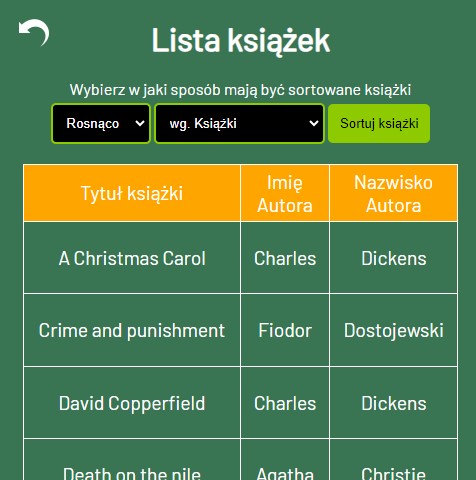 Lista książek
Wybierz w jaki sposób mają być sortowane książki
Rosnąco wg. Książki Sortuj książki
Tytuł książki Imię Autora Nazwisko Autora
A Christmas Carol Charles Dickens
Crime and punishment Fiodor Dostojewski
David Copperfield Charles Dickens
Death on the nile Agatha Christie